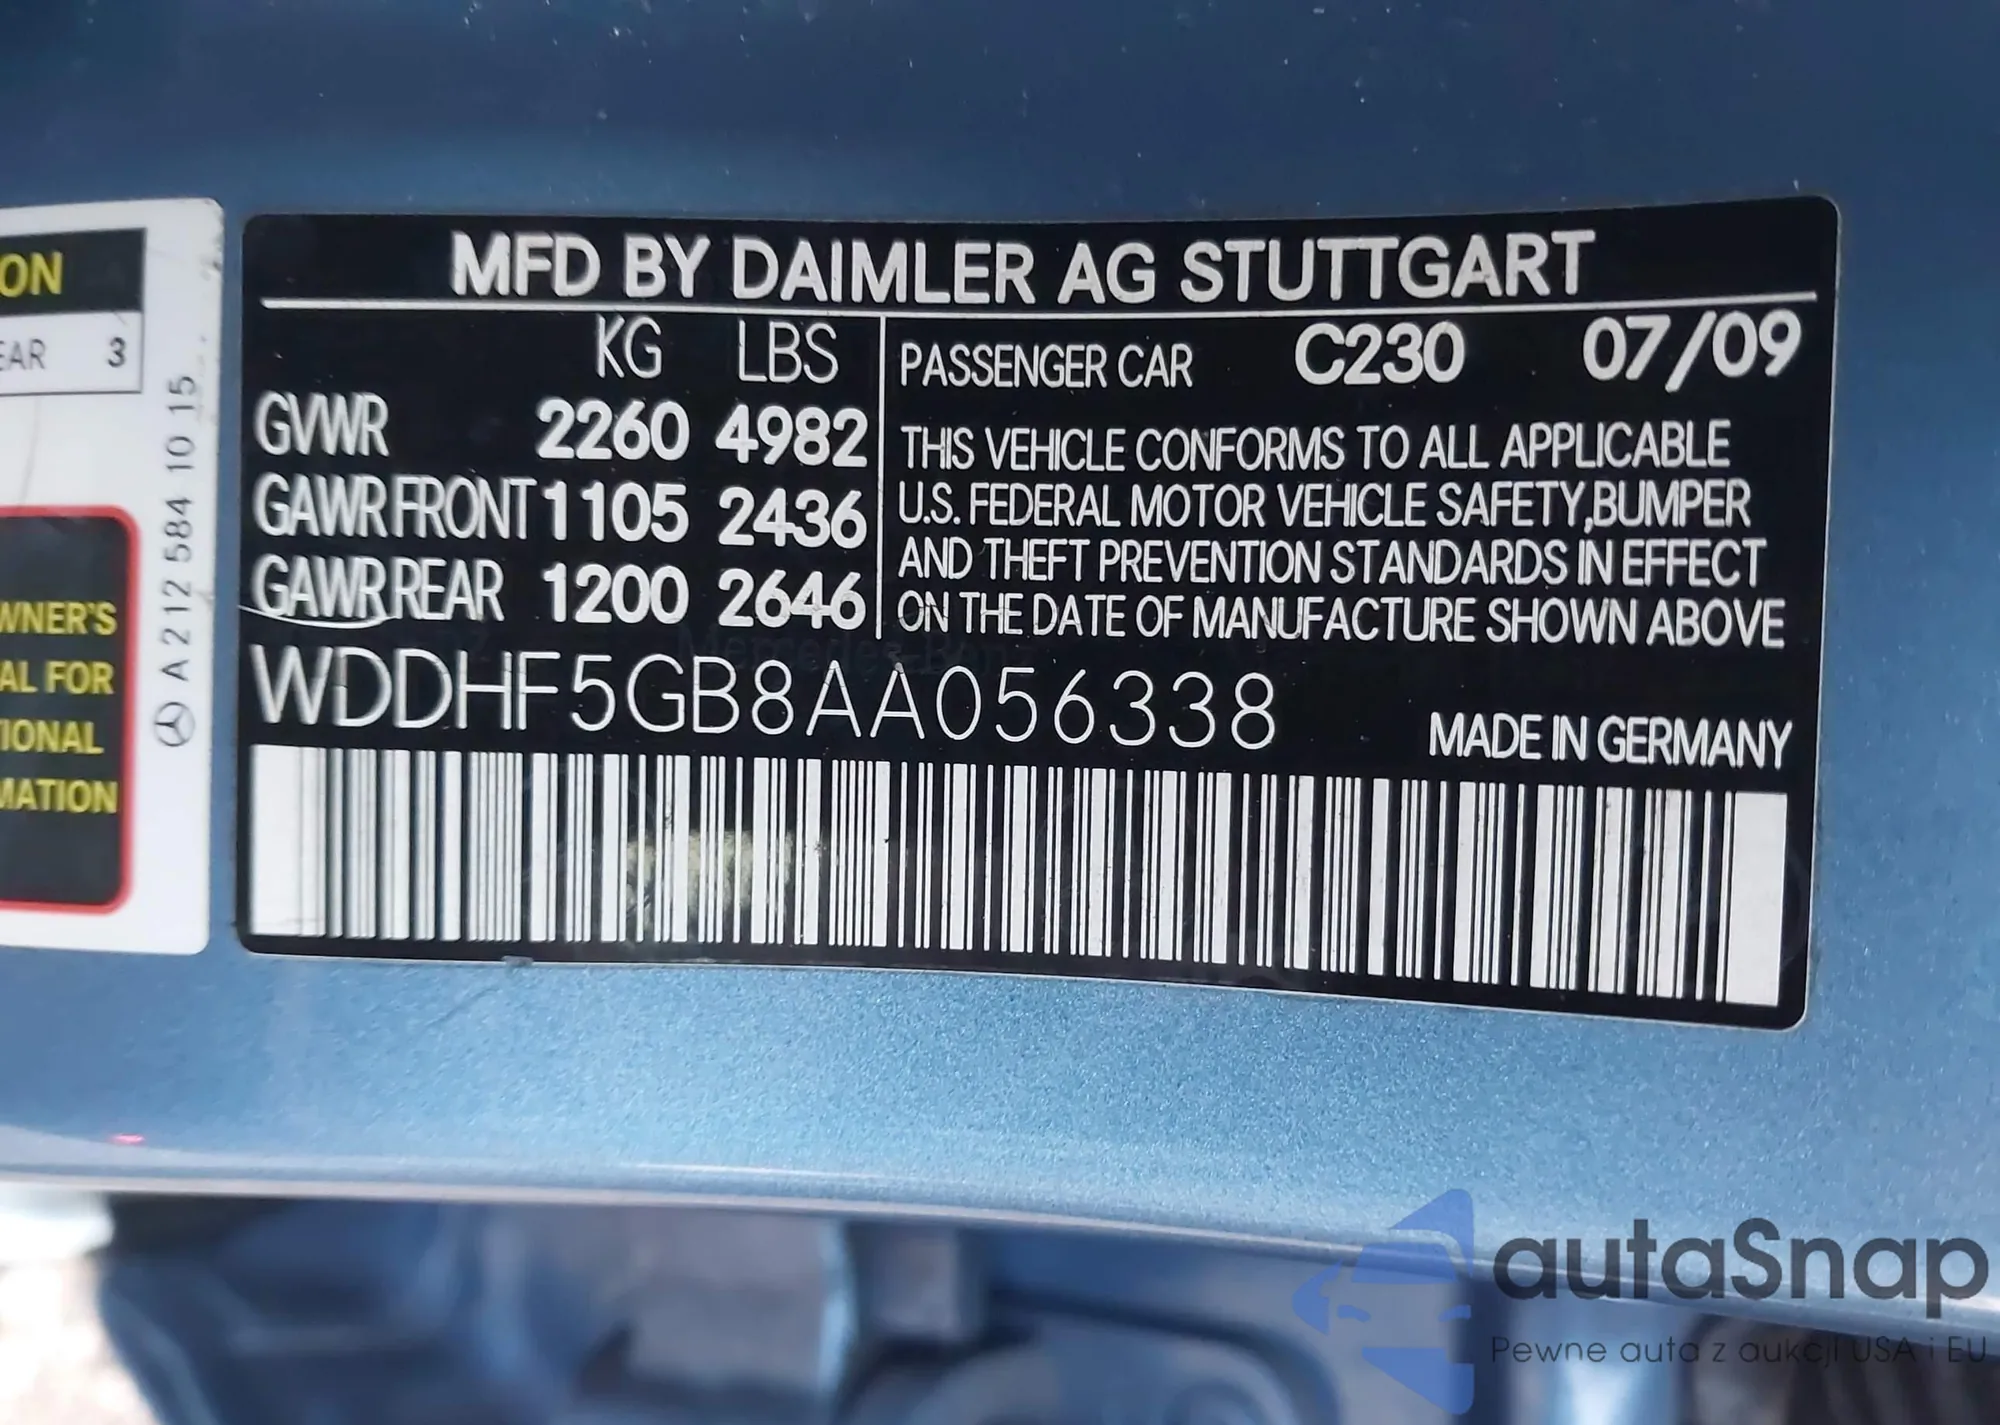 ON
EAR 3
WNER'S
AL FOR
IONAL
MATION
A 212 584 10 15
MFD BY DAIMLER AG STUTTGART
KG LBS
GVWR 2260 4982
GAWR FRONT 1105 2436
GAWR REAR 1200 2646
PASSENGER CAR C230 07/09
THIS VEHICLE CONFORMS TO ALL APPLICABLE
U.S. FEDERAL MOTOR VEHICLE SAFETY,BUMPER
AND THEFT PREVENTION STANDARDS IN EFFECT
ON THE DATE OF MANUFACTURE SHOWN ABOVE
Mercedes-Benz
WDDHF5GB8AA056338
MADE IN GERMANY
autaSnap
Pewne auta z aukcji USA i EU